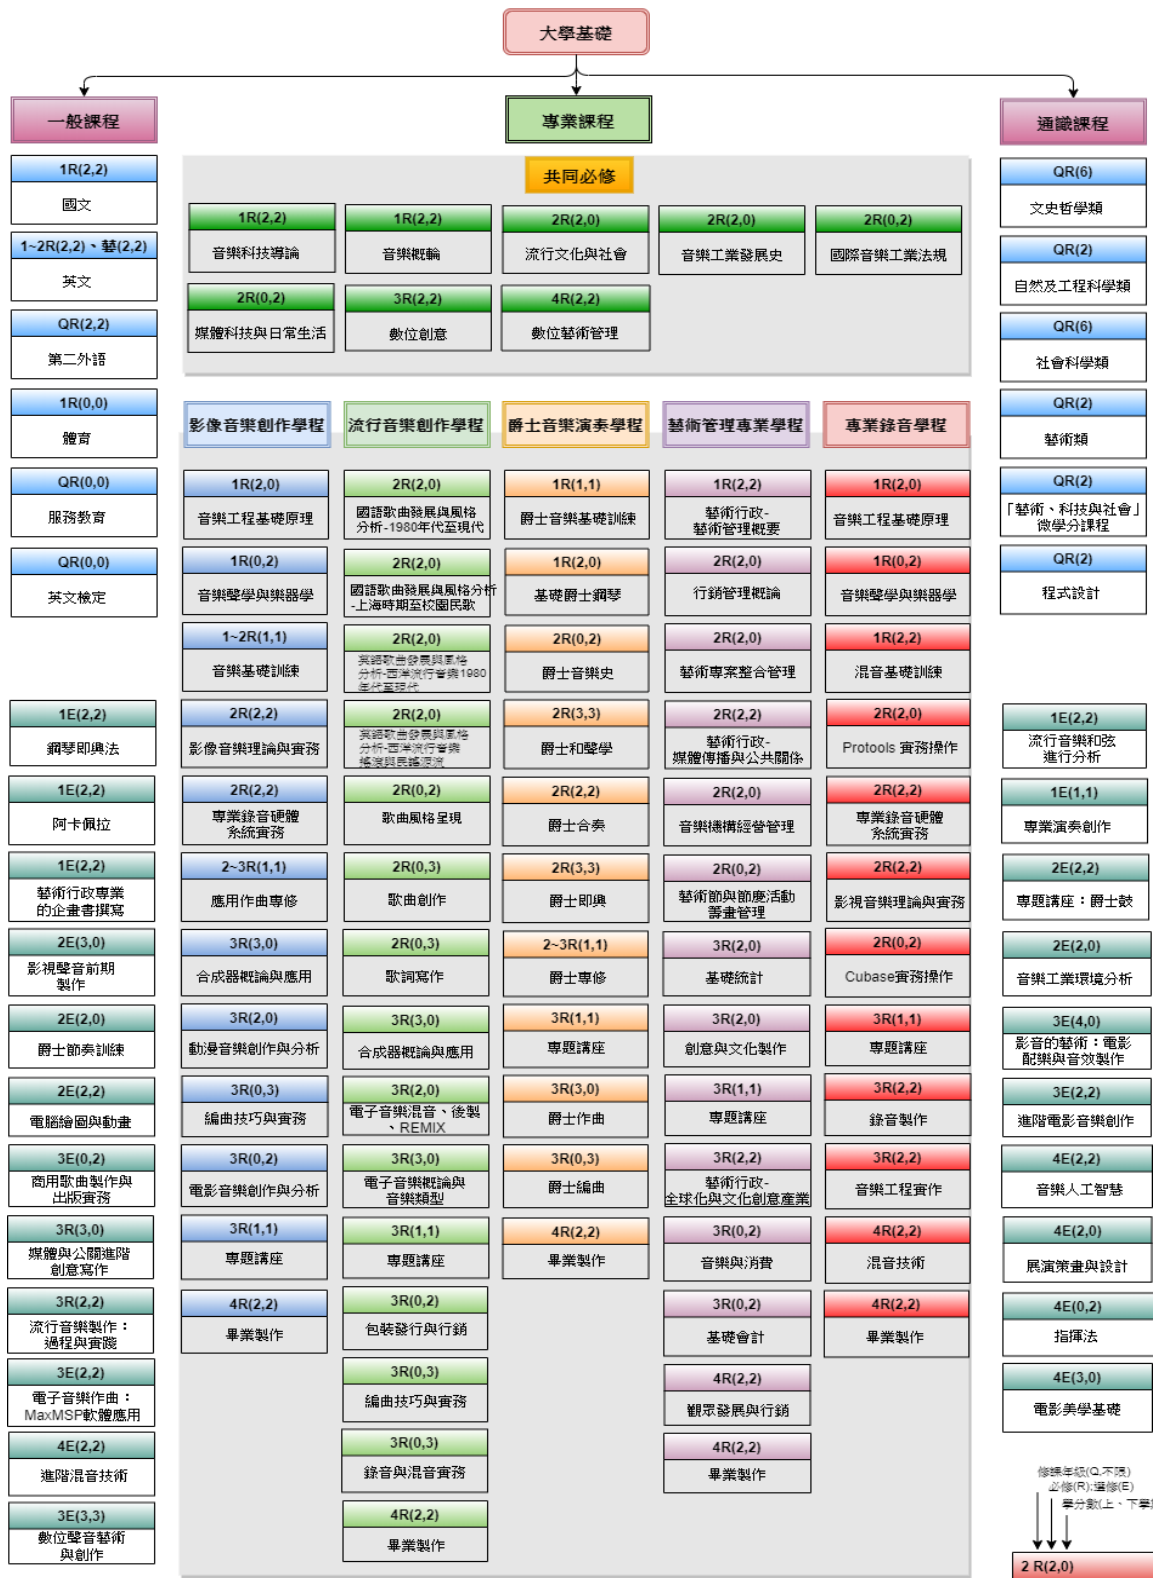 大學基礎
一般課程
專業課程
通識課程
1R(2,2)
國文
1~2R(2,2)、藝(2,2)
英文
QR(2,2)
第二外語
1R(0,0)
體育
QR(0,0)
服務教育
QR(0,0)
英文檢定
共同必修
1R(2,2)
音樂科技導論
1R(2,2)
音樂概輪
2R(2,0)
流行文化與社會
2R(2,0)
音樂工業發展史
2R(0,2)
國際音樂工業法規
2R(0,2)
媒體科技與日常生活
3R(2,2)
數位創意
4R(2,2)
數位藝術管理
QR(6)
文史哲學類
QR(2)
自然及工程科學類
QR(6)
社會科學類
QR(2)
藝術類
QR(2)
「藝術、科技與社會」
微學分課程
QR(2)
程式設計
影像音樂創作學程
1R(2,0)
音樂工程基礎原理
1R(0,2)
音樂聲學與樂器學
1~2R(1,1)
音樂基礎訓練
2R(2,2)
影像音樂理論與實務
2R(2,2)
專業錄音硬體
系統實務
2~3R(1,1)
應用作曲專修
3R(3,0)
合成器概論與應用
3R(2,0)
動漫音樂創作與分析
3R(0,3)
編曲技巧與實務
3R(0,2)
電影音樂創作與分析
3R(1,1)
專題講座
4R(2,2)
畢業製作
流行音樂創作學程
2R(2,0)
國語歌曲發展與風格
分析-1980年代至現代
2R(2,0)
國語歌曲發展與風格分析
-上海時期至校園民歌
2R(2,0)
英語歌曲發展與風格
分析-西洋流行音樂1980
年代至現代
2R(2,0)
英語歌曲發展與風格
分析-西洋流行音樂
搖滾與民謠源流
2R(0,2)
歌曲風格呈現
2R(0,3)
歌曲創作
2R(0,3)
歌詞寫作
3R(3,0)
合成器概論與應用
3R(2,0)
電子音樂混音、後製
、REMIX
3R(3,0)
電子音樂概論與
音樂類型
3R(1,1)
專題講座
3R(0,2)
包裝發行與行銷
3R(0,3)
編曲技巧與實務
3R(0,3)
錄音與混音實務
4R(2,2)
畢業製作
爵士音樂演奏學程
1R(1,1)
爵士音樂基礎訓練
1R(2,0)
基礎爵士鋼琴
2R(0,2)
爵士音樂史
2R(3,3)
爵士和聲學
2R(2,2)
爵士合奏
2R(3,3)
爵士即興
2~3R(1,1)
爵士專修
3R(1,1)
專題講座
3R(3,0)
爵士作曲
3R(0,3)
爵士編曲
4R(2,2)
畢業製作
藝術管理專業學程
1R(2,2)
藝術行政-
藝術管理概要
2R(2,0)
行銷管理概論
2R(2,0)
藝術專案整合管理
2R(2,2)
藝術行政-
媒體傳播與公共關係
2R(2,0)
音樂機構經營管理
2R(0,2)
藝術節與節慶活動
籌畫管理
3R(2,0)
基礎統計
3R(2,0)
創意與文化製作
3R(1,1)
專題講座
3R(2,2)
藝術行政-
全球化與文化創意產業
3R(0,2)
音樂與消費
3R(0,2)
基礎會計
4R(2,2)
觀眾發展與行銷
4R(2,2)
畢業製作
專業錄音學程
1R(2,0)
音樂工程基礎原理
1R(0,2)
音樂聲學與樂器學
1R(2,2)
混音基礎訓練
2R(2,0)
Protools 實務操作
2R(2,2)
專業錄音硬體
系統實務
2R(2,2)
影視音樂理論與實務
2R(0,2)
Cubase實務操作
3R(1,1)
專題講座
3R(2,2)
錄音製作
3R(2,2)
音樂工程實作
4R(2,2)
混音技術
4R(2,2)
畢業製作
1E(2,2)
鋼琴即興法
1E(2,2)
阿卡佩拉
1E(2,2)
藝術行政專業
的企畫書撰寫
2E(3,0)
影視聲音前期
製作
2E(2,0)
爵士節奏訓練
2E(2,2)
電腦繪圖與動畫
3E(0,2)
商用歌曲製作與
出版實務
3R(3,0)
媒體與公關進階
創意寫作
3R(2,2)
流行音樂製作：
過程與實踐
3E(2,2)
電子音樂作曲：
MaxMSP軟體應用
4E(2,2)
進階混音技術
3E(3,3)
數位聲音藝術
與創作
1E(2,2)
流行音樂和弦
進行分析
1E(1,1)
專業演奏創作
2E(2,2)
專題講座：爵士鼓
2E(2,0)
音樂工業環境分析
3E(4,0)
影音的藝術：電影
配樂與音效製作
3E(2,2)
進階電影音樂創作
4E(2,2)
音樂人工智慧
4E(2,0)
展演策畫與設計
4E(0,2)
指揮法
4E(3,0)
電影美學基礎
修課年級(Q.不限)
必修(R);選修(E)
學分數(上、下學
2 R(2,0)